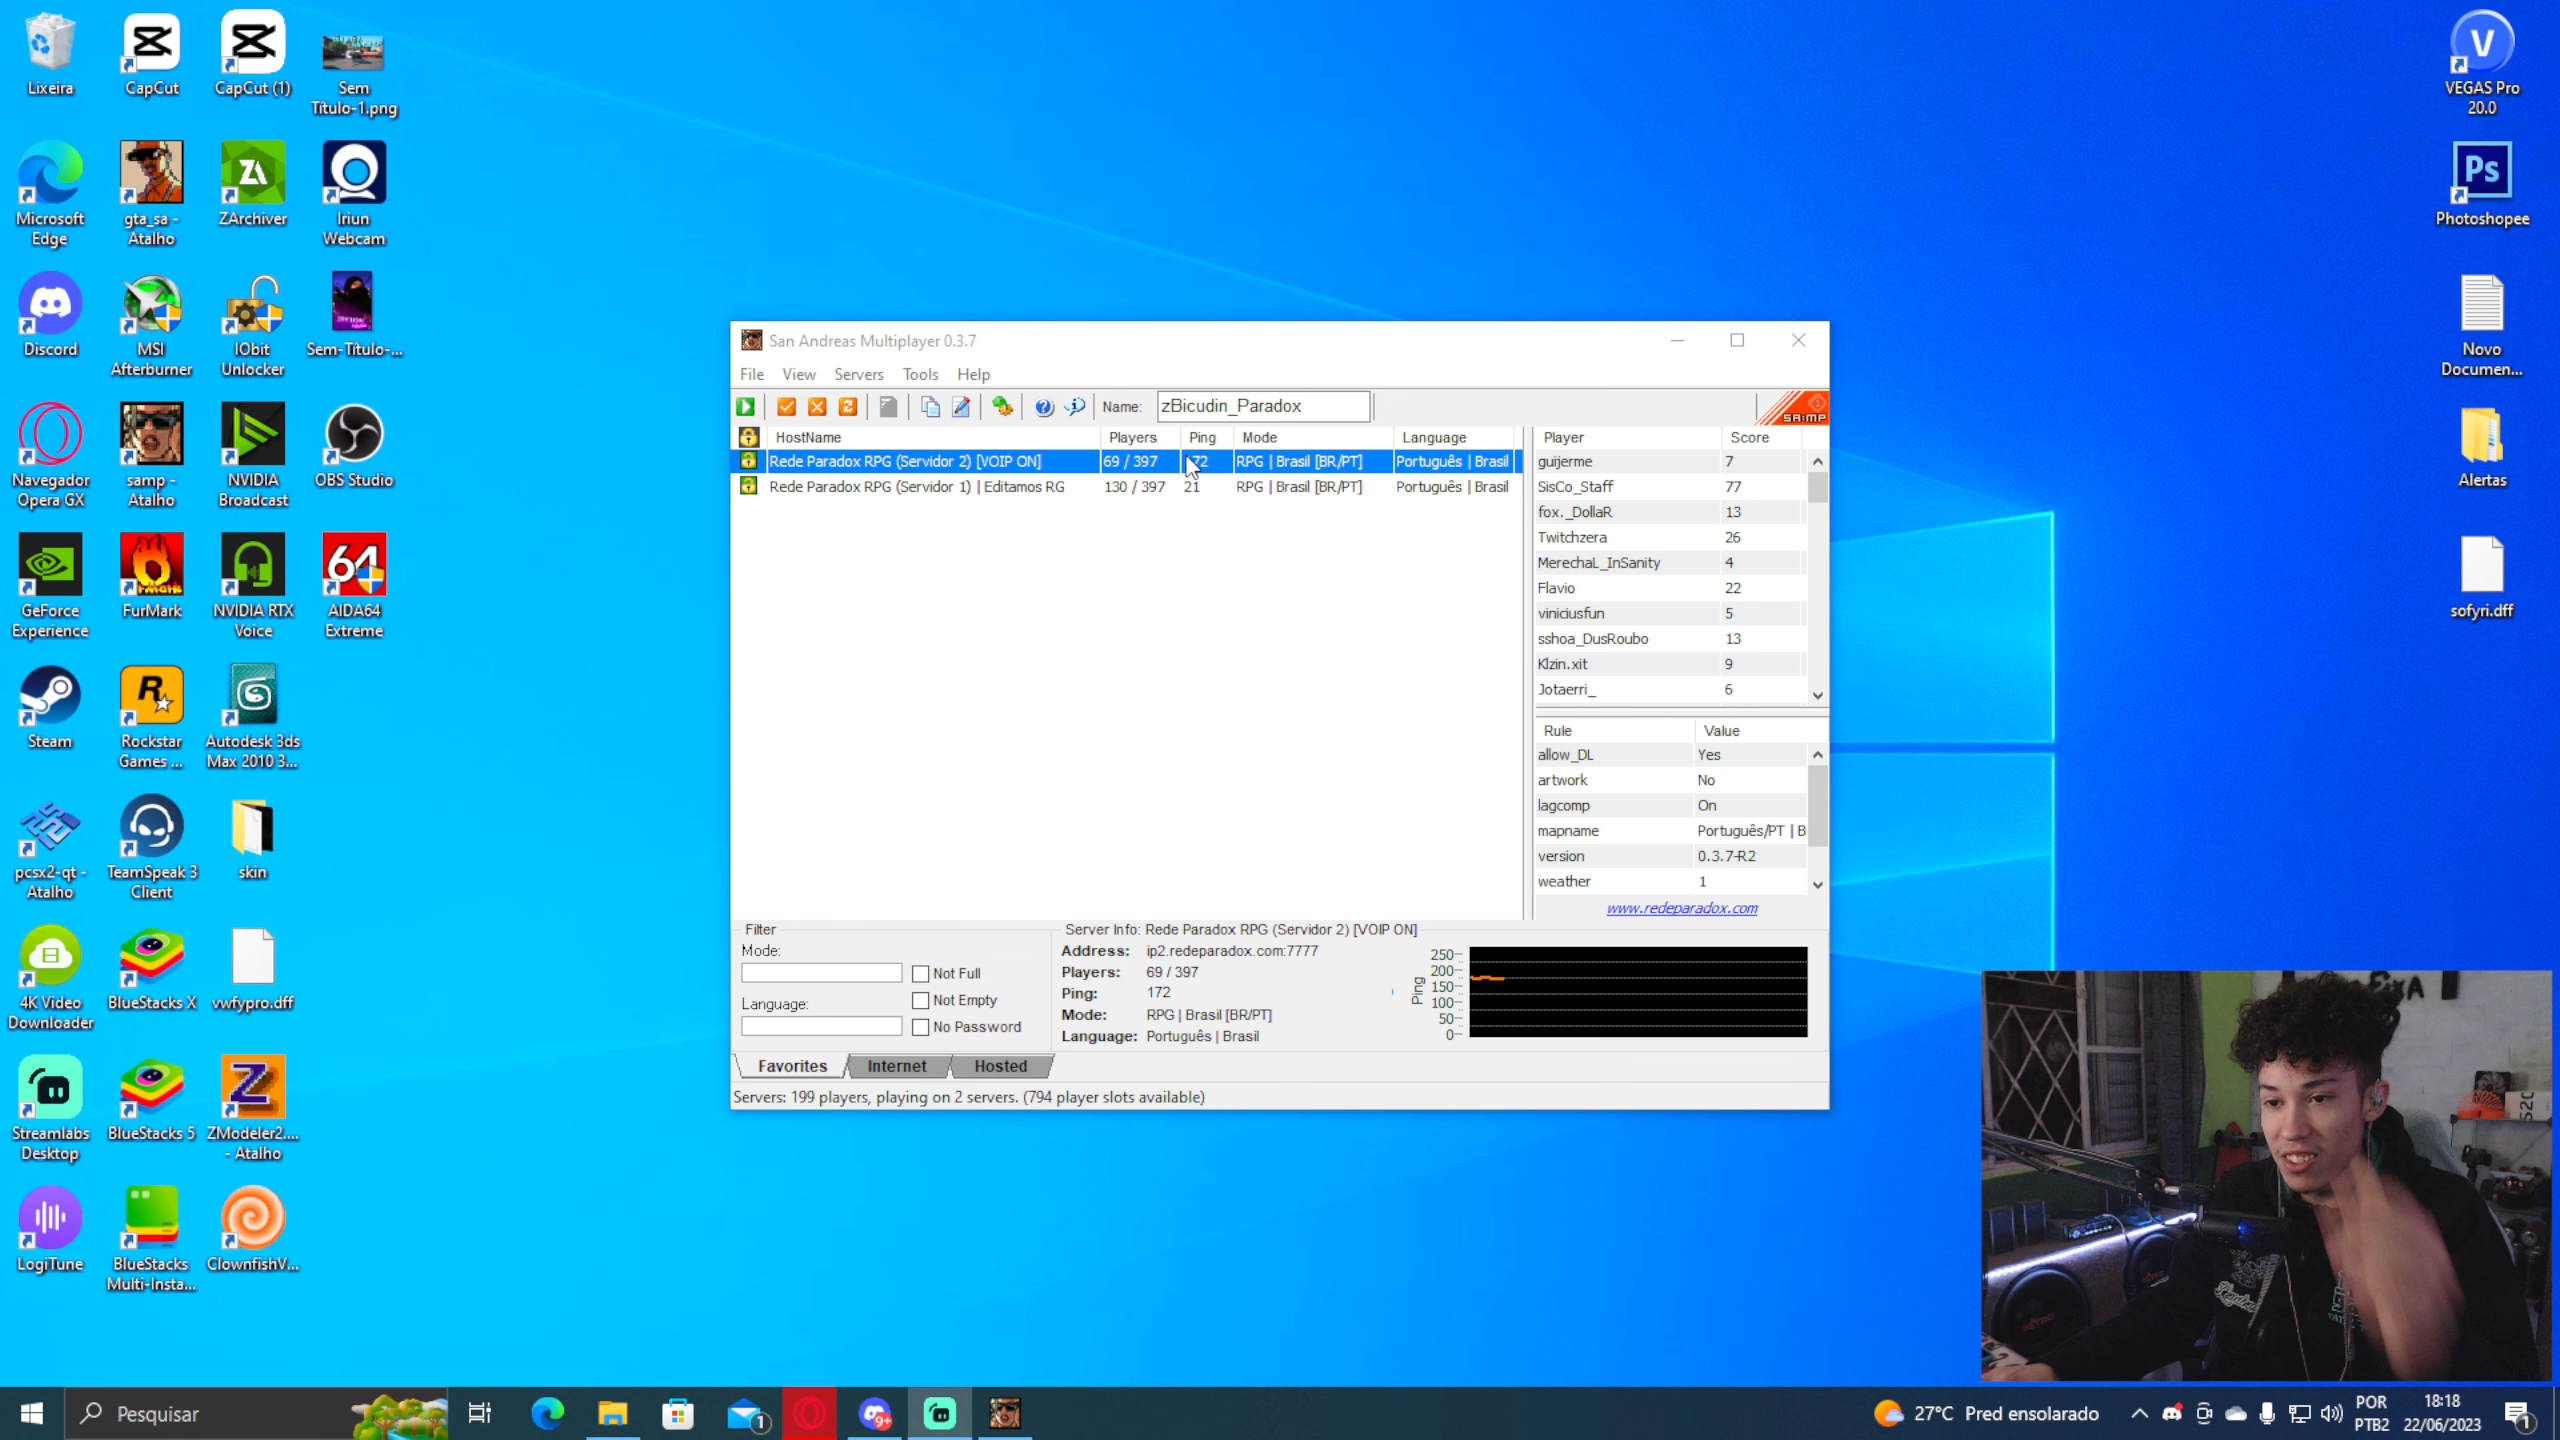 Lixeira
CapCut
CapCut (1)
Sem
Título-1.png
Microsoft
Edge
gta_sa -
Atalho
ZArchiver
Iriun
Webcam
Discord
MSI
Afterburner
IObit
Unlocker
Sem-Título-...
Navegador
Opera GX
samp -
Atalho
NVIDIA
Broadcast
OBS Studio
GeForce
Experience
FurMark
NVIDIA RTX
Voice
64
AIDA64
Extreme
Steam
Rockstar
Games ...
Autodesk 3ds
Max 2010 3...
pcsx2-qt -
Atalho
TeamSpeak 3
Client
skin
4K Video
Downloader
BlueStacks X
vwfypro.dff
Streamlabs
Desktop
BlueStacks 5
ZModeler2....
- Atalho
LogiTune
BlueStacks
Multi-Insta...
ClownfishV...
VEGAS Pro
20.0
Ps
Photoshopee
Novo
Documen...
Alertas
sofyri.dff
San Andreas Multiplayer 0.3.7
File View Servers Tools Help
Name: zBicudin_Paradox
SA:MP
HostName Players Ping Mode Language
Rede Paradox RPG (Servidor 2) [VOIP ON] 69 / 397 172 RPG | Brasil [BR/PT] Português | Brasil
Rede Paradox RPG (Servidor 1) | Editamos RG 130 / 397 21 RPG | Brasil [BR/PT] Português | Brasil
Player Score
guijerme 7
SisCo_Staff 77
fox._DollaR 13
Twitchzera 26
MerechaL_InSanity 4
Flavio 22
viniciusfun 5
sshoa_DusRoubo 13
Klzin.xit 9
Jotaerri_ 6
Rule Value
allow_DL Yes
artwork No
lagcomp On
mapname Português/PT | B
version 0.3.7-R2
weather 1
www.redeparadox.com
Filter
Mode:
Not Full
Not Empty
Language:
No Password
Server Info: Rede Paradox RPG (Servidor 2) [VOIP ON]
Address: ip2.redeparadox.com:7777
Players: 69 / 397
Ping: 172
Mode: RPG | Brasil [BR/PT]
Language: Português | Brasil
Ping
250
200
150
100
50
0
Favorites Internet Hosted
Servers: 199 players, playing on 2 servers. (794 player slots available)
Pesquisar
1
9+
27°C Pred ensolarado
POR
PTB2
18:18
22/06/2023
1